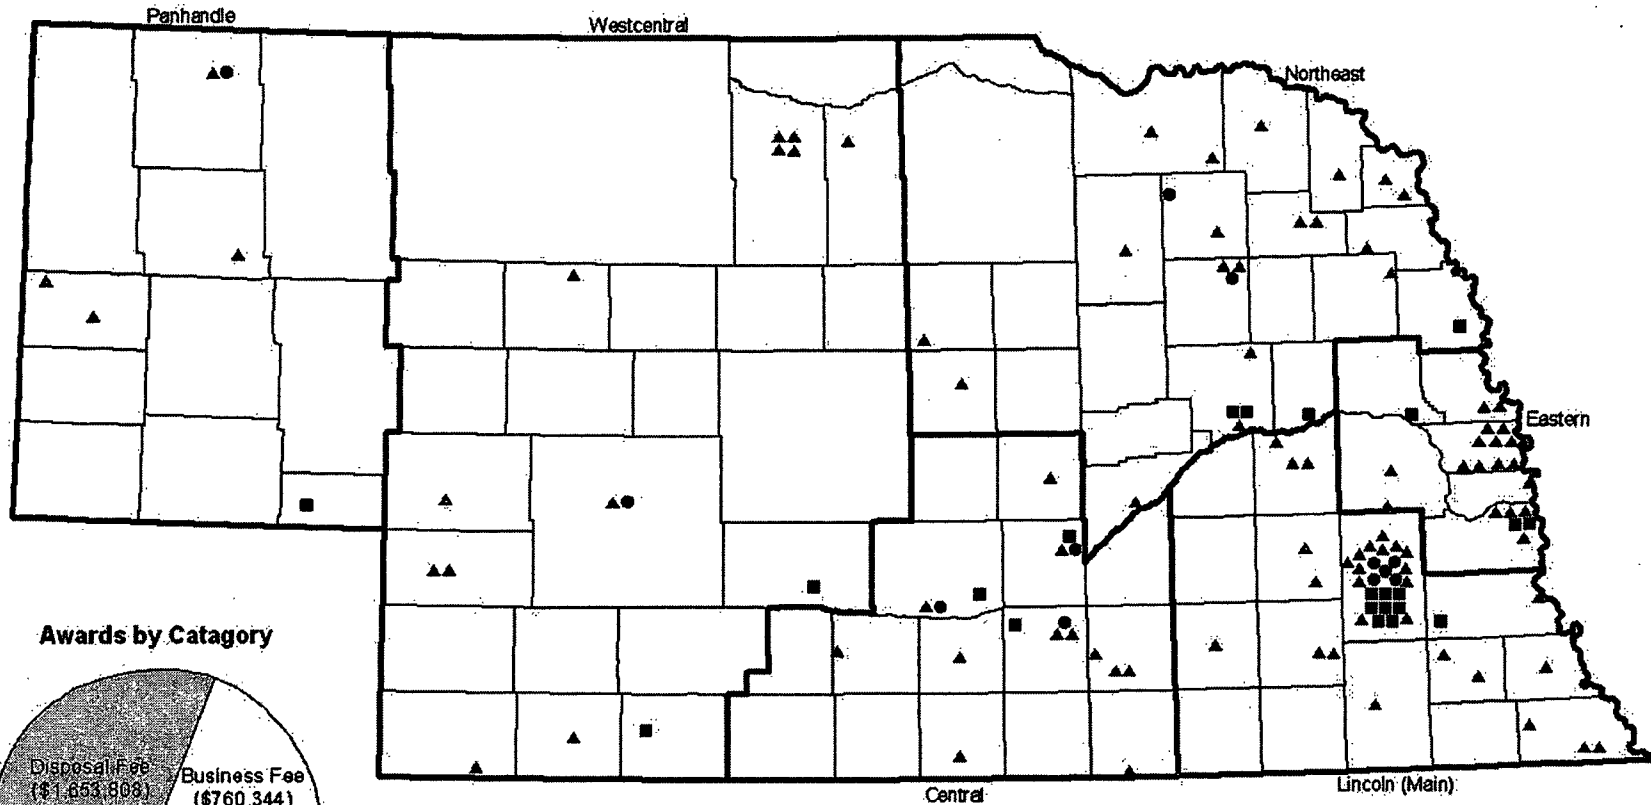 Panhandle
Westcentral
Northeast
Eastern
Awards by Catagory
Disposal Fee
($1,653,808)
Business Fee
($760,344)
Central
Lincoln (Main)